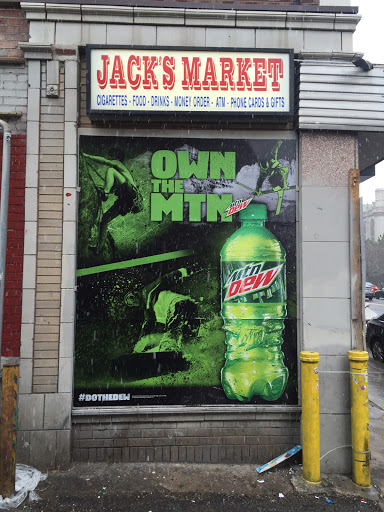 JACK'S MARKET
CIGARETTES - FOOD - DRINKS - MONEY ORDER - ATM - PHONE CARDS & GIFTS
OWN
THE
MTN
Mtn
DEW
Mtn
DEW
#DOTHEDEW